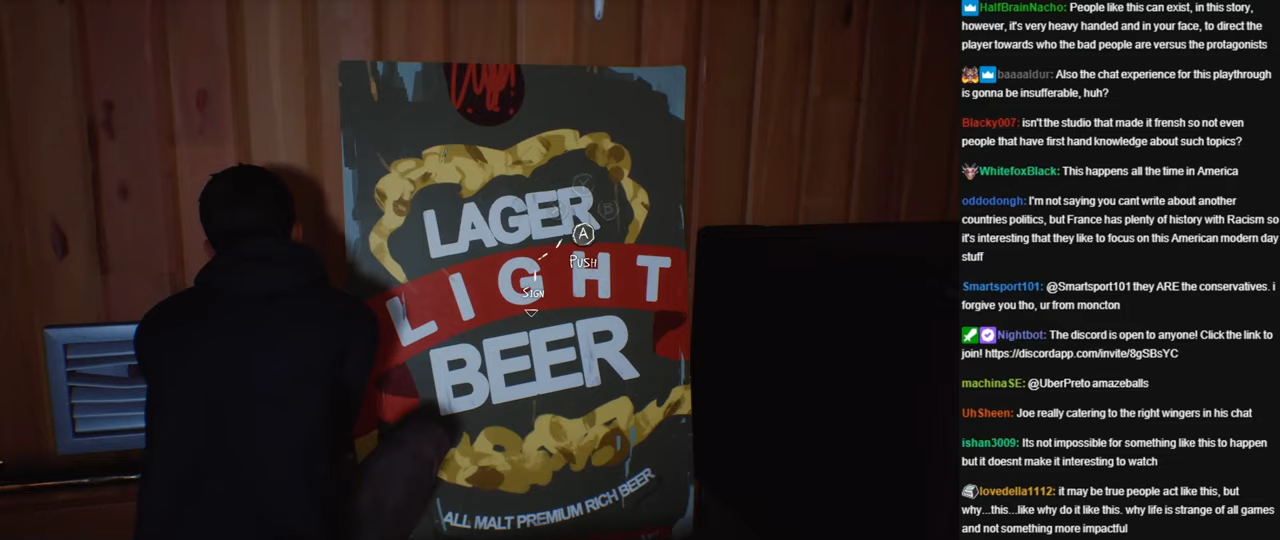 LAGER
LIGHT
BEER
ALL MALT PREMIUM RICH BEER
A
B
PUSH
SIGN
HalfBrainNacho: People like this can exist, in this story,
however, it's very heavy handed and in your face, to direct the
player towards who the bad people are versus the protagonists
baaaaldur: Also the chat experience for this playthrough
is gonna be insufferable, huh?
Blacky007: isn't the studio that made it frensh so not even
people that have first hand knowledge about such topics?
WhitefoxBlack: This happens all the time in America
oddodongh: I'm not saying you cant write about another
countries politics, but France has plenty of history with Racism so
it's interesting that they like to focus on this American modern day
stuff
Smartsport101: @Smartsport101 they ARE the conservatives. i
forgive you tho, ur from moncton
Nightbot: The discord is open to anyone! Click the link to
join! https://discordapp.com/invite/8gSBsYC
machinaSE: @UberPreto amazeballs
UhSheen: Joe really catering to the right wingers in his chat
ishan3009: Its not impossible for something like this to happen
but it doesnt make it interesting to watch
lovedella1112: it may be true people act like this, but
why...this...like why do it like this. why life is strange of all games
and not something more impactful